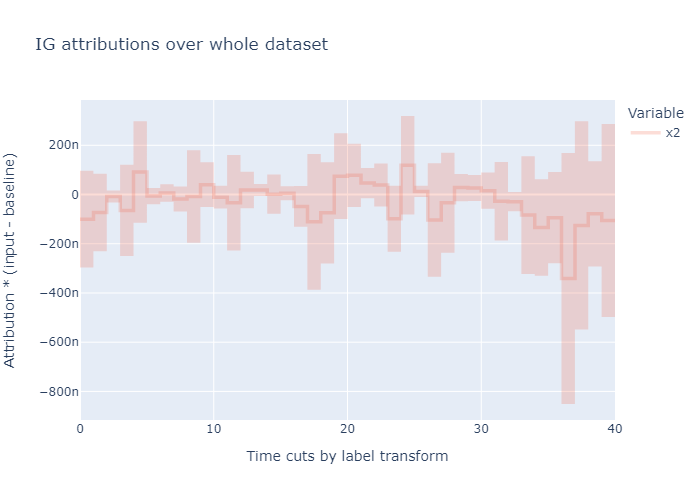 IG attributions over whole dataset
Variable
x2
Attribution * (input - baseline)
200n
0
−200n
−400n
−600n
−800n
0
10
20
30
40
Time cuts by label transform